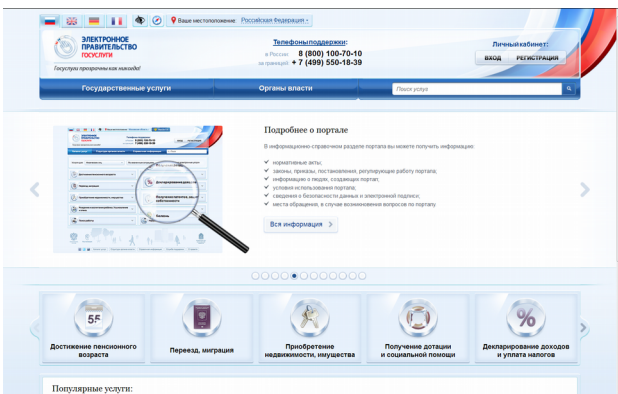 Ваше местоположение: Российская Федерация
ЭЛЕКТРОННОЕ
ПРАВИТЕЛЬСТВО
ГОСУСЛУГИ
Госуслуги прозрачны как никогда!
Телефоны поддержки:
в России: 8 (800) 100-70-10
за границей: + 7 (499) 550-18-39
Личный кабинет:
ВХОД РЕГИСТРАЦИЯ
Государственные услуги Органы власти Поиск услуг
Подробнее о портале
В информационно-справочном разделе портала вы можете получить информацию:
нормативные акты;
законы, приказы, постановления, регулирующие работу портала;
информацию о людях, создающих портал;
условия использования портала;
сведения о безопасности данных и электронной подписи;
места обращения, в случае возникновения вопросов по порталу.
Вся информация
55
%
Достижение пенсионного
возраста
Переезд, миграция
Приобретение
недвижимости, имущества
Получение дотации
и социальной помощи
Декларирование доходов
и уплата налогов
Популярные услуги: